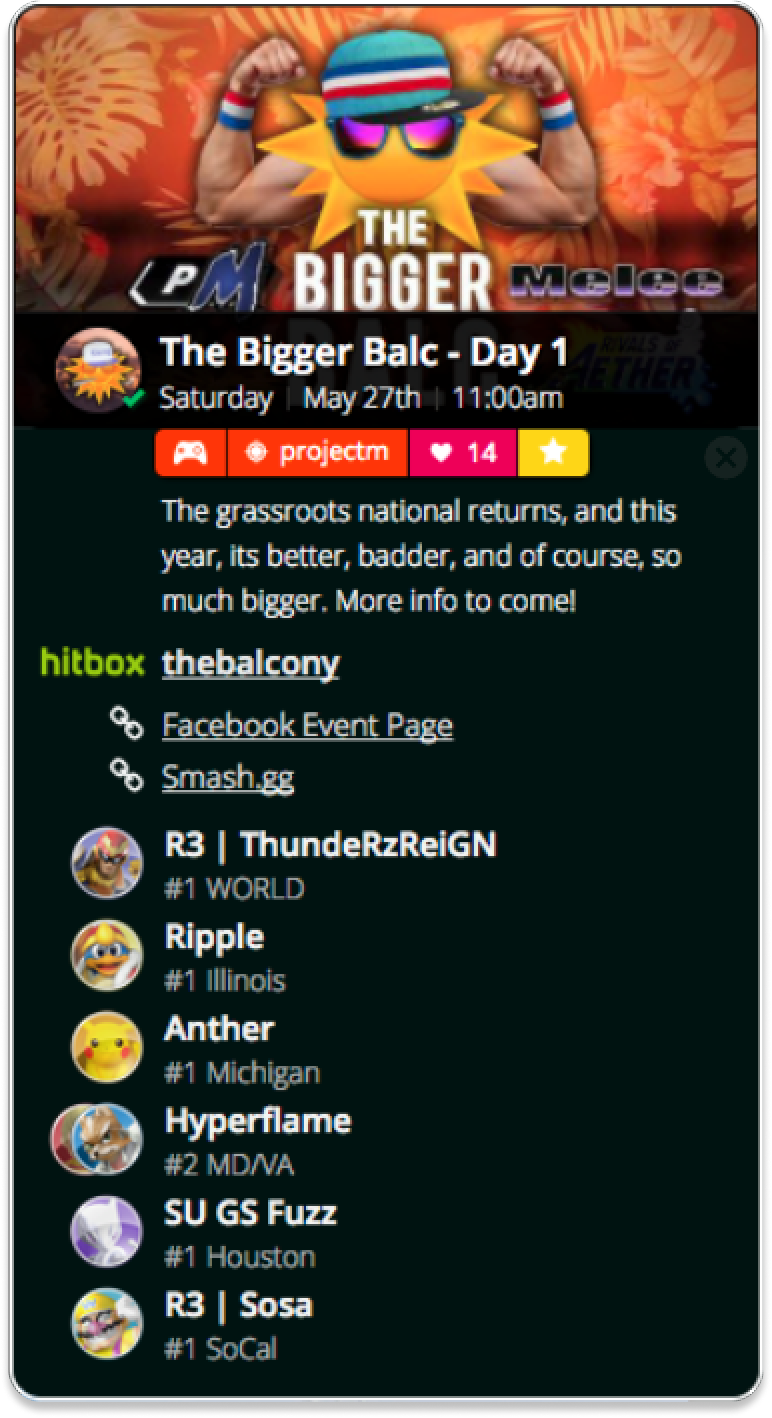 THE
BIGGER
PM
Melee
BALC
RIVALS OF
AETHER
The Bigger Balc - Day 1
Saturday | May 27th | 11:00am
projectm
14
The grassroots national returns, and this
year, its better, badder, and of course, so
much bigger. More info to come!
hitbox thebalcony
Facebook Event Page
Smash.gg
R3 | ThundeRzReiGN
#1 WORLD
Ripple
#1 Illinois
Anther
#1 Michigan
Hyperflame
#2 MD/VA
SU GS Fuzz
#1 Houston
R3 | Sosa
#1 SoCal